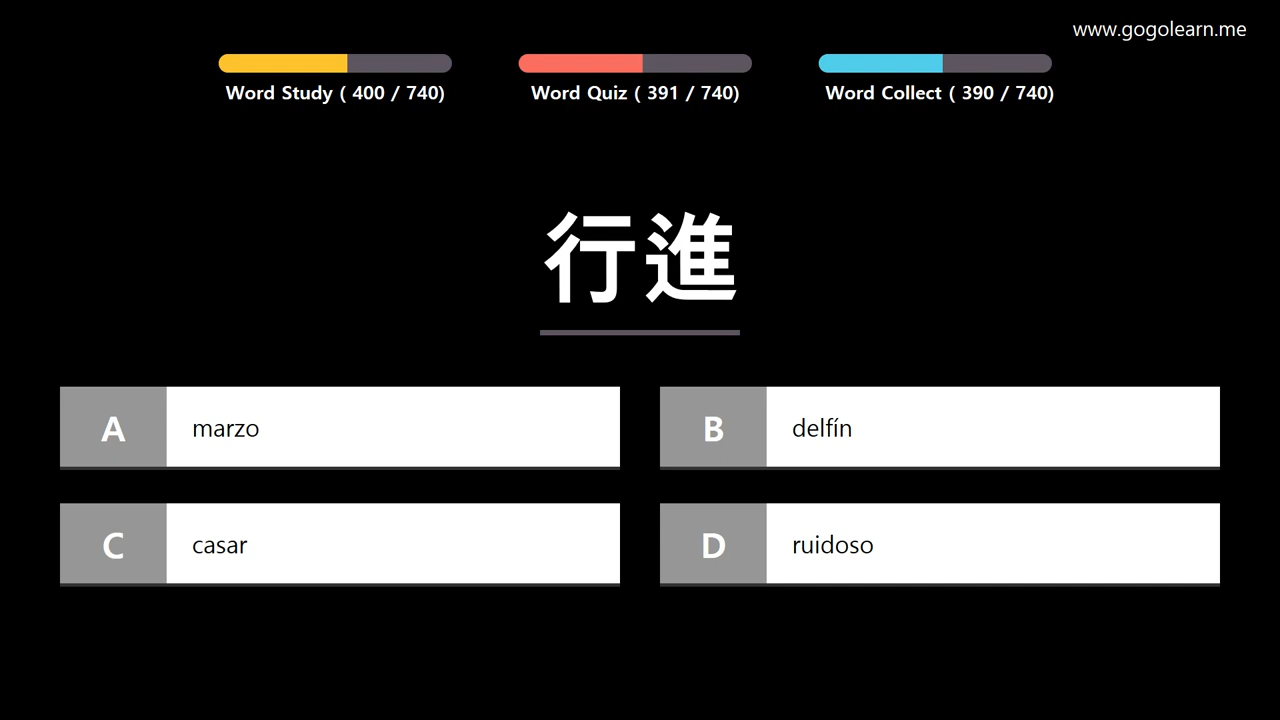 www.gogolearn.me
Word Study ( 400 / 740)
Word Quiz ( 391 / 740)
Word Collect ( 390 / 740)
行進
A marzo
B delfín
C casar
D ruidoso